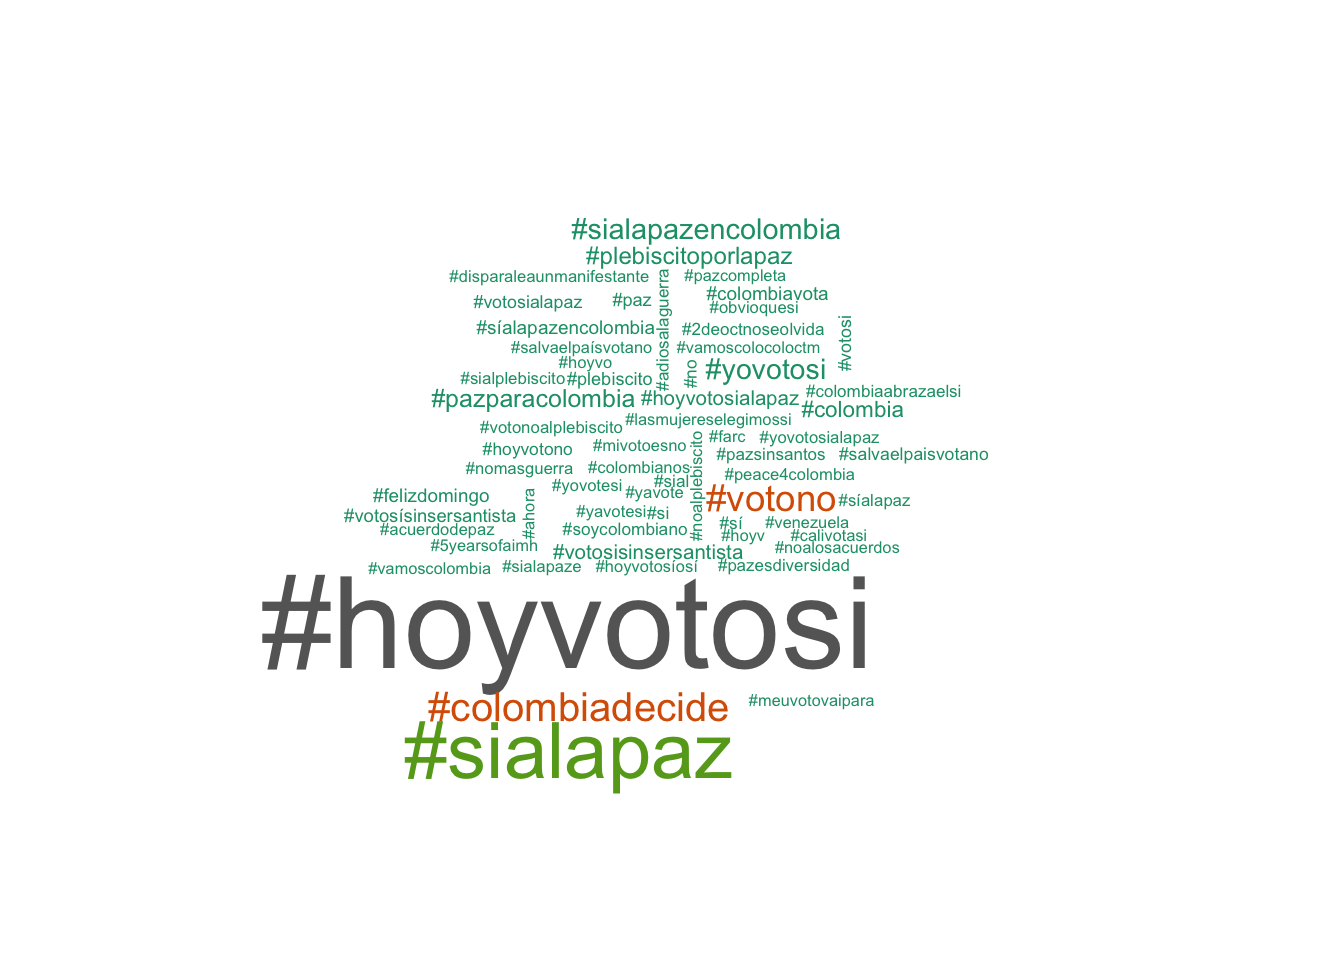 #sialapazencolombia
#plebiscitoporlapaz
#disparaleaunmanifestante
#pazcompleta
#adiosalaguerra
#votosialapaz
#paz
#colombiavota
#obvioquesi
#síalapazencolombia
#2deoctnoseolvida
#votosi
#salvaelpaísvotano
#vamoscolocoloctm
#hoyvo
#no
#yovotosi
#sialplebiscito
#plebiscito
#pazparacolombia
#hoyvotosialapaz
#colombiaabrazaelsi
#colombia
#lasmujereselegimossi
#votonoalplebiscito
#farc
#yovotosialapaz
#hoyvotono
#mivotoesno
#noalplebiscito
#pazsinsantos
#salvaelpaisvotano
#nomasguerra
#colombianos
#peace4colombia
#yovotesi
#sial
#felizdomingo
#ahora
#yavote
#votono
#síalapaz
#votosísinsersantista
#yavotesi
#si
#acuerdodepaz
#soycolombiano
#sí
#venezuela
#hoyv
#calivotasi
#5yearsofaimh
#votosisinsersantista
#noalosacuerdos
#vamoscolombia
#sialapaze
#hoyvotosíosí
#pazesdiversidad
#hoyvotosi
#colombiadecide
#meuvotovaipara
#sialapaz